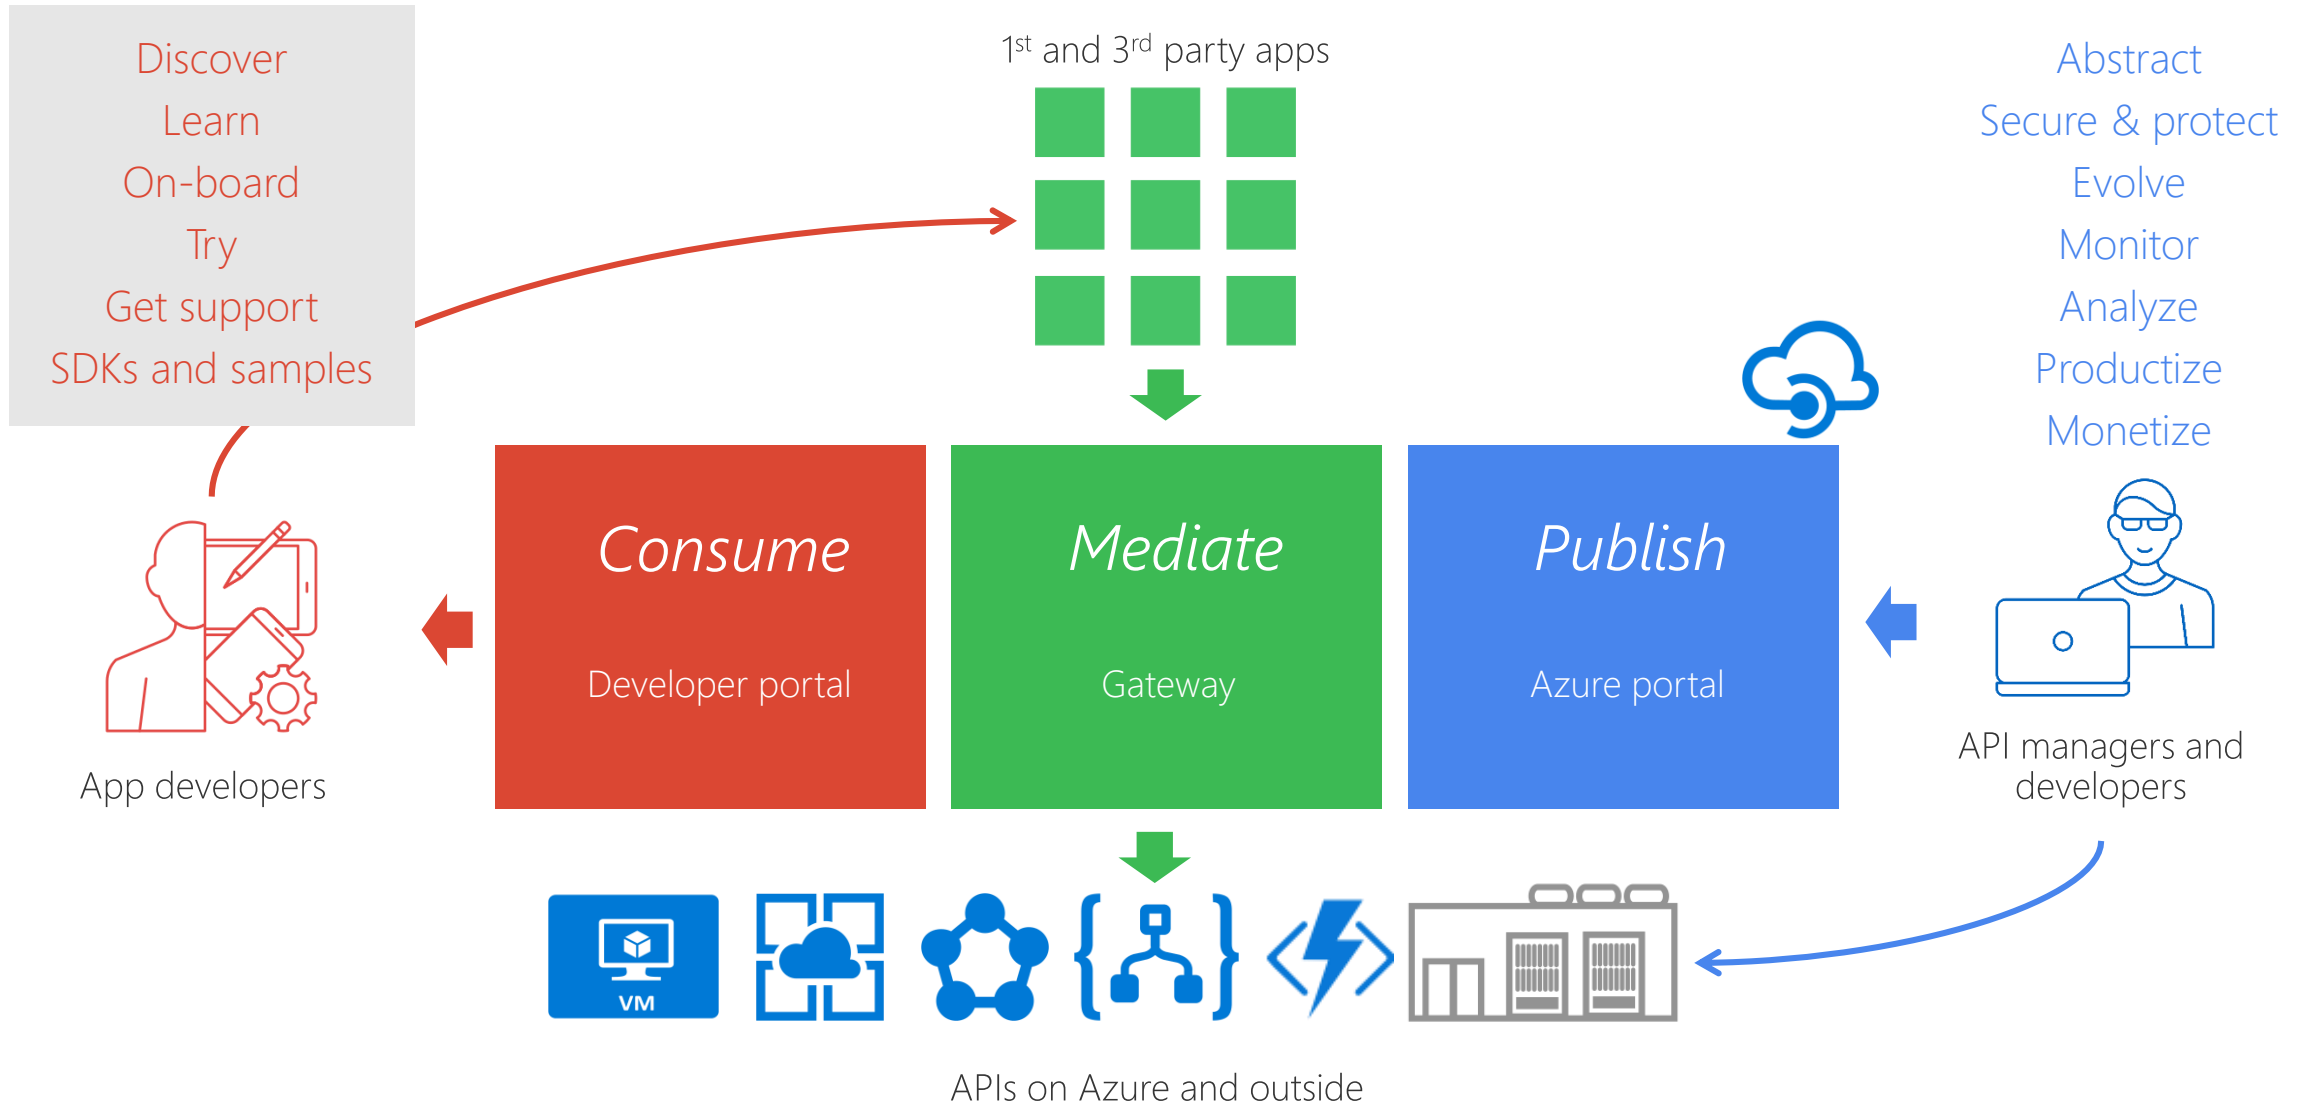 Discover
Learn
On-board
Try
Get support
SDKs and samples
1st and 3rd party apps
Abstract
Secure & protect
Evolve
Monitor
Analyze
Productize
Monetize
Consume
Developer portal
Mediate
Gateway
Publish
Azure portal
App developers
API managers and
developers
VM
APIs on Azure and outside